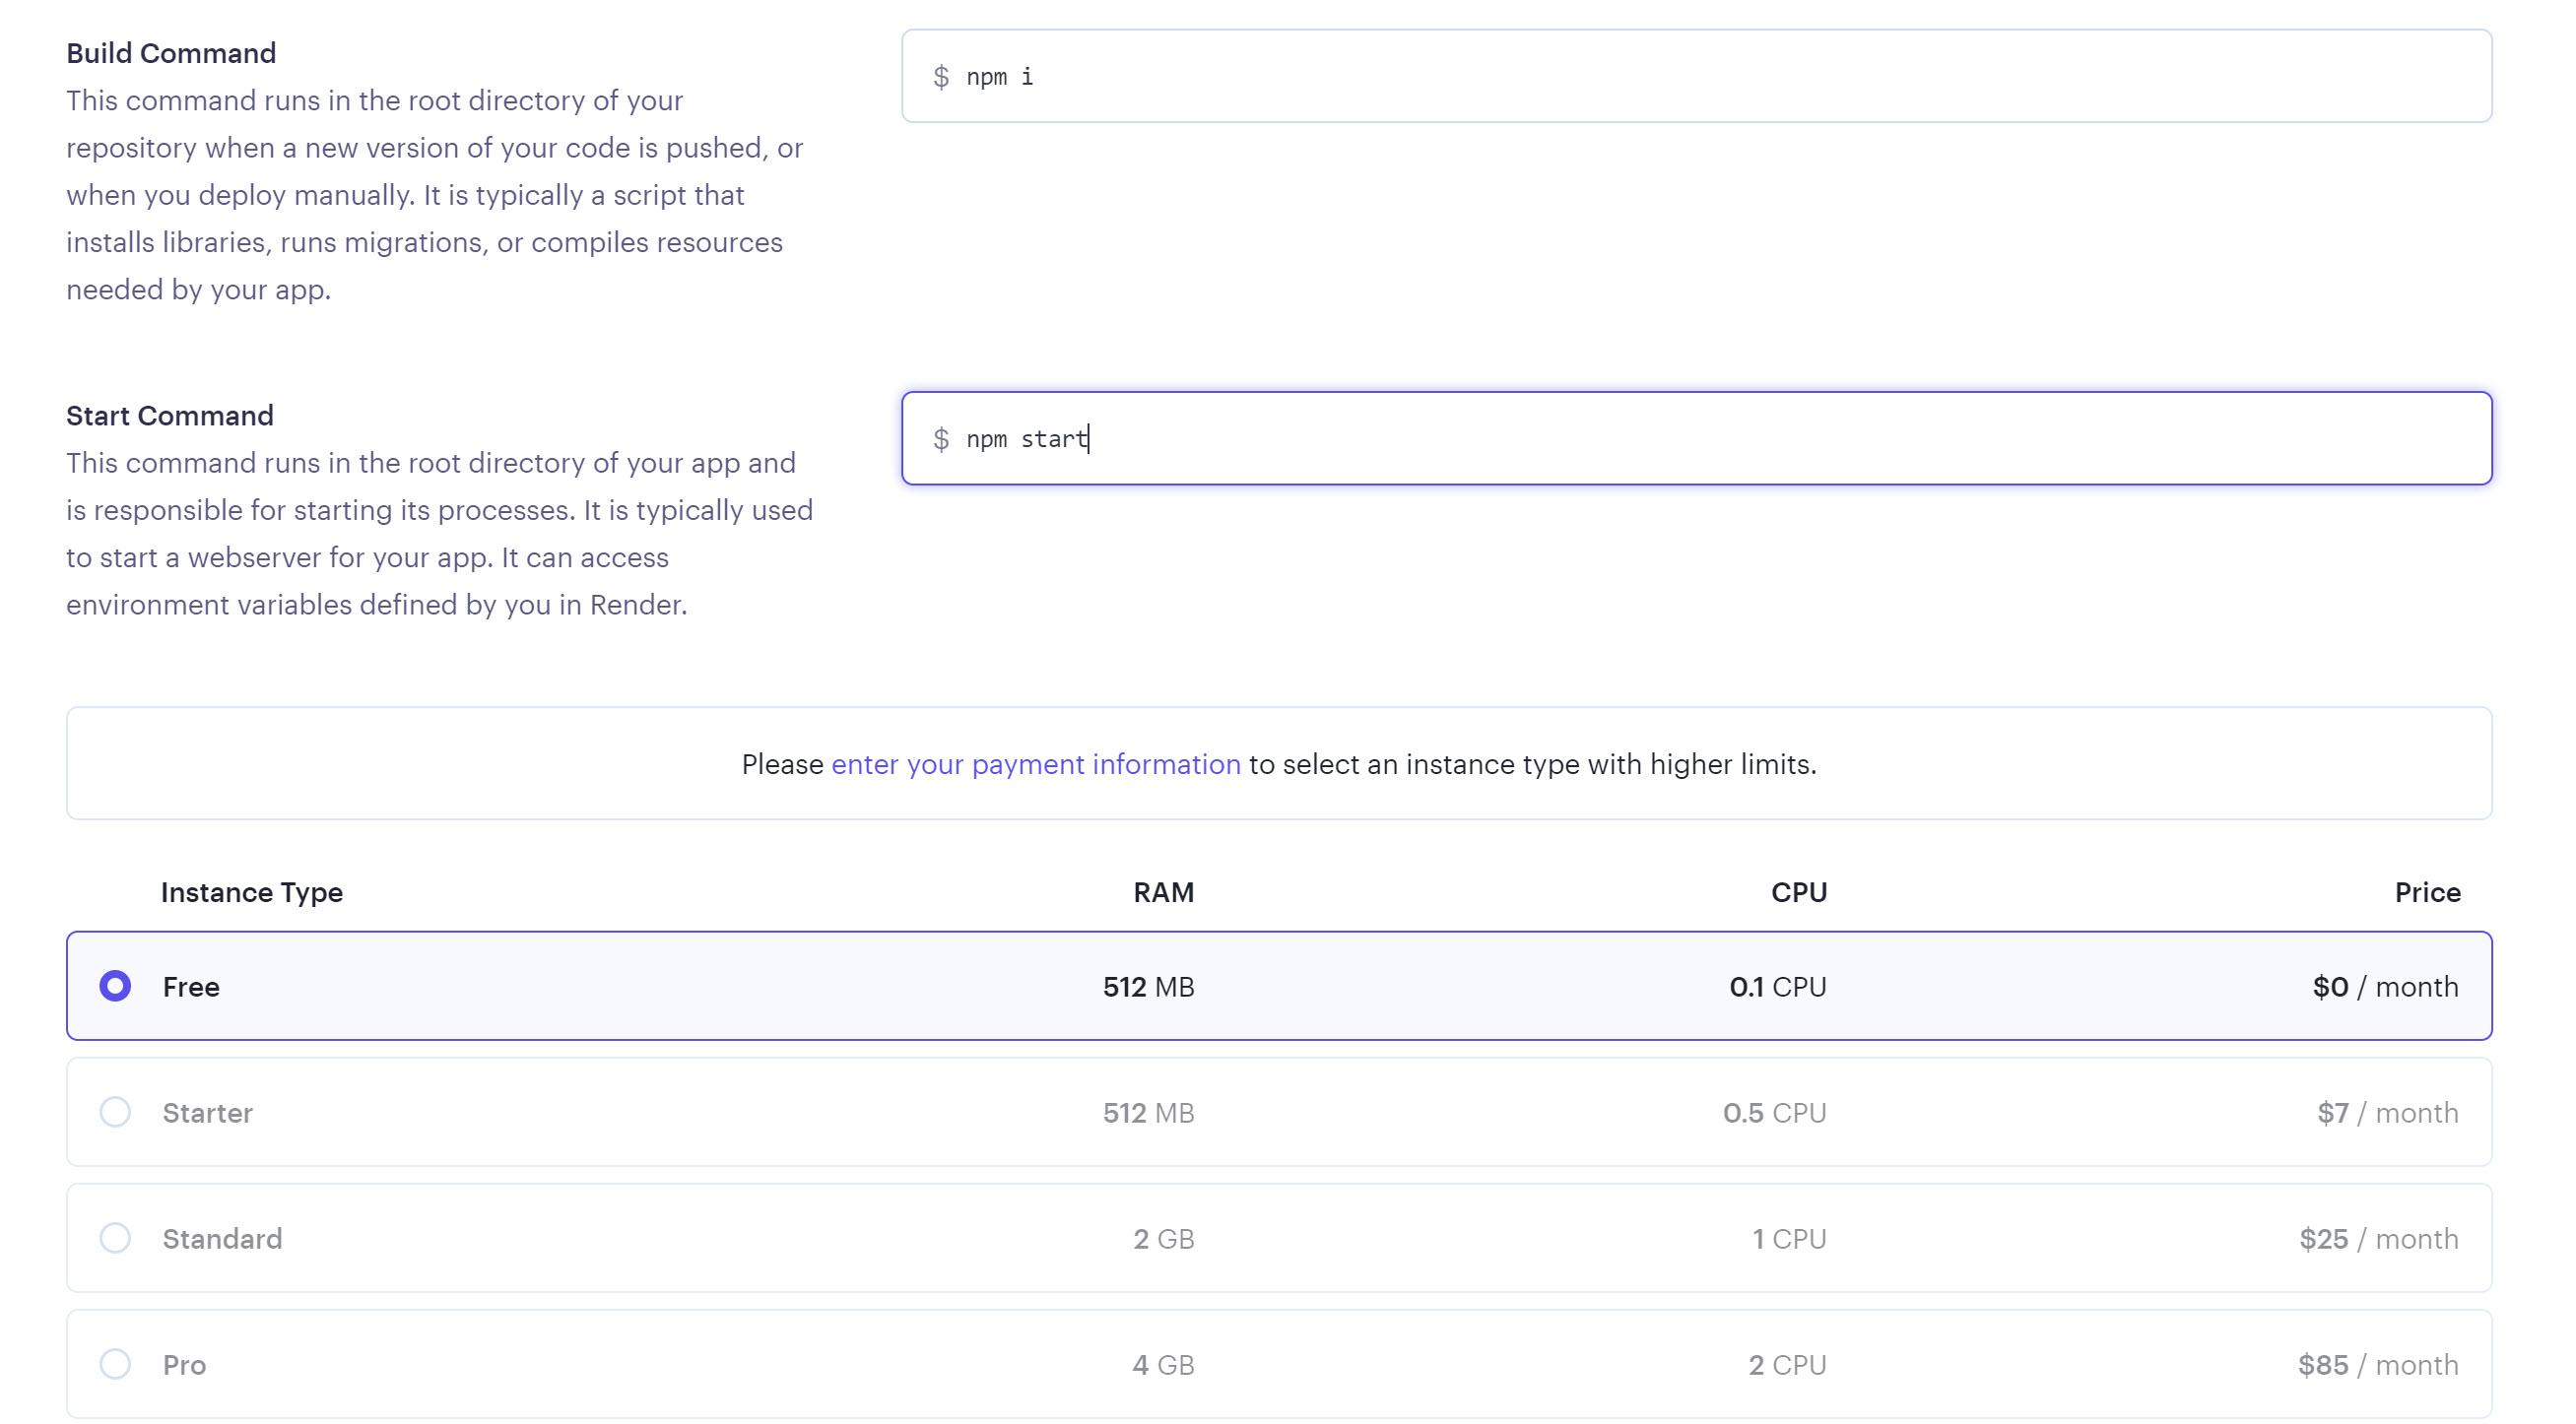 Build Command
This command runs in the root directory of your
repository when a new version of your code is pushed, or
when you deploy manually. It is typically a script that
installs libraries, runs migrations, or compiles resources
needed by your app.
$ npm i
Start Command
This command runs in the root directory of your app and
is responsible for starting its processes. It is typically used
to start a webserver for your app. It can access
environment variables defined by you in Render.
$ npm start
Please enter your payment information to select an instance type with higher limits.
Instance Type RAM CPU Price
Free 512 MB 0.1 CPU $0 / month
Starter 512 MB 0.5 CPU $7 / month
Standard 2 GB 1 CPU $25 / month
Pro 4 GB 2 CPU $85 / month